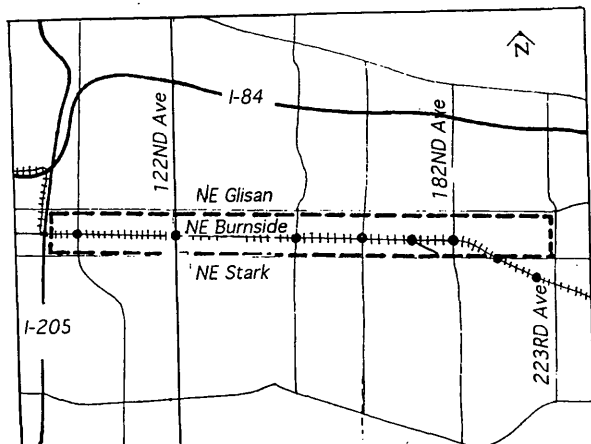 N
I-84
122ND Ave
182ND Ave
NE Glisan
NE Burnside
NE Stark
I-205
223RD Ave